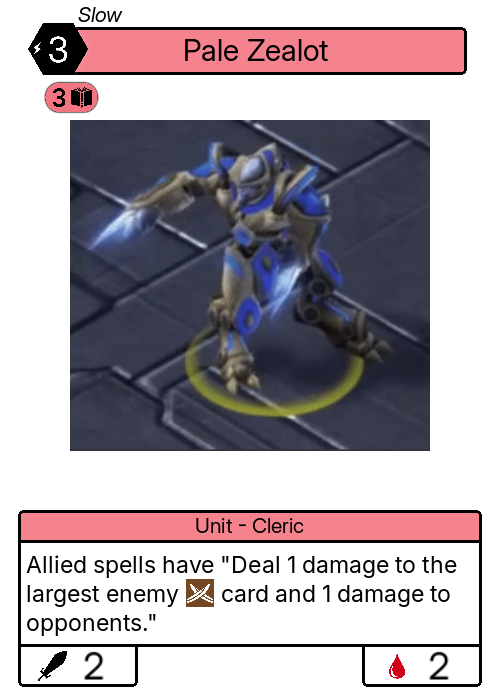 Slow
3
Pale Zealot
3
Unit - Cleric
Allied spells have "Deal 1 damage to the
largest enemy card and 1 damage to
opponents."
2
2